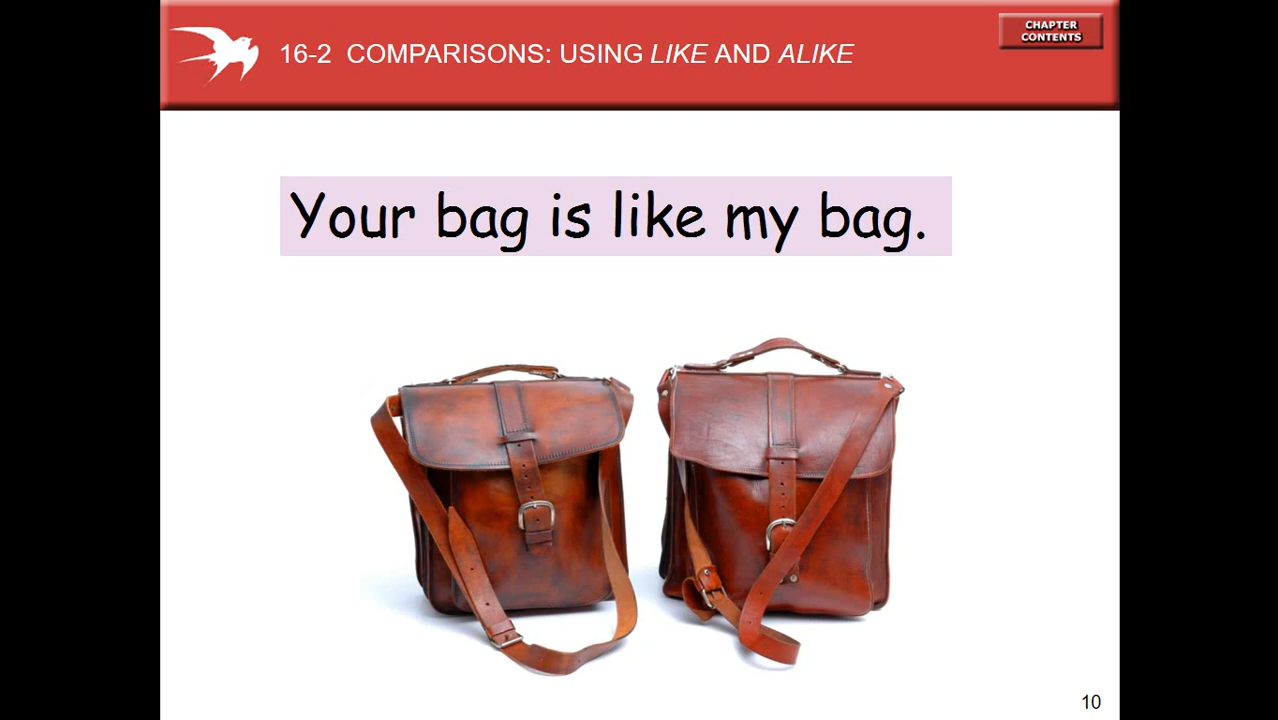 16-2 COMPARISONS: USING LIKE AND ALIKE
CHAPTER
CONTENTS
Your bag is like my bag.
10